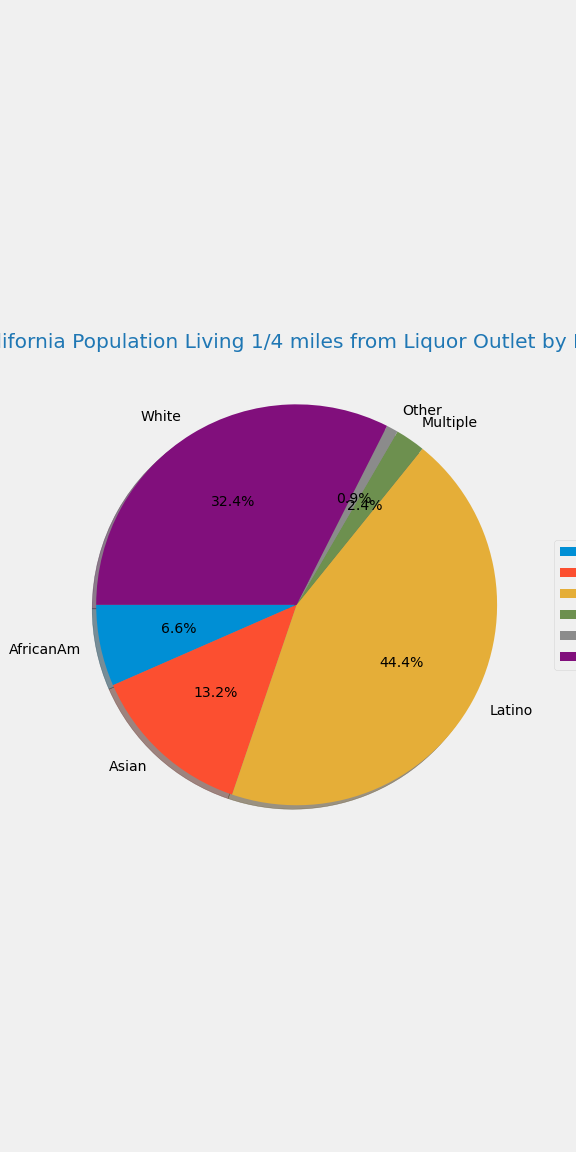 lifornia Population Living 1/4 miles from Liquor Outlet by
Other
White
Multiple
0.9%
32.4%
2.4%
6.6%
AfricanAm
44.4%
13.2%
Latino
Asian